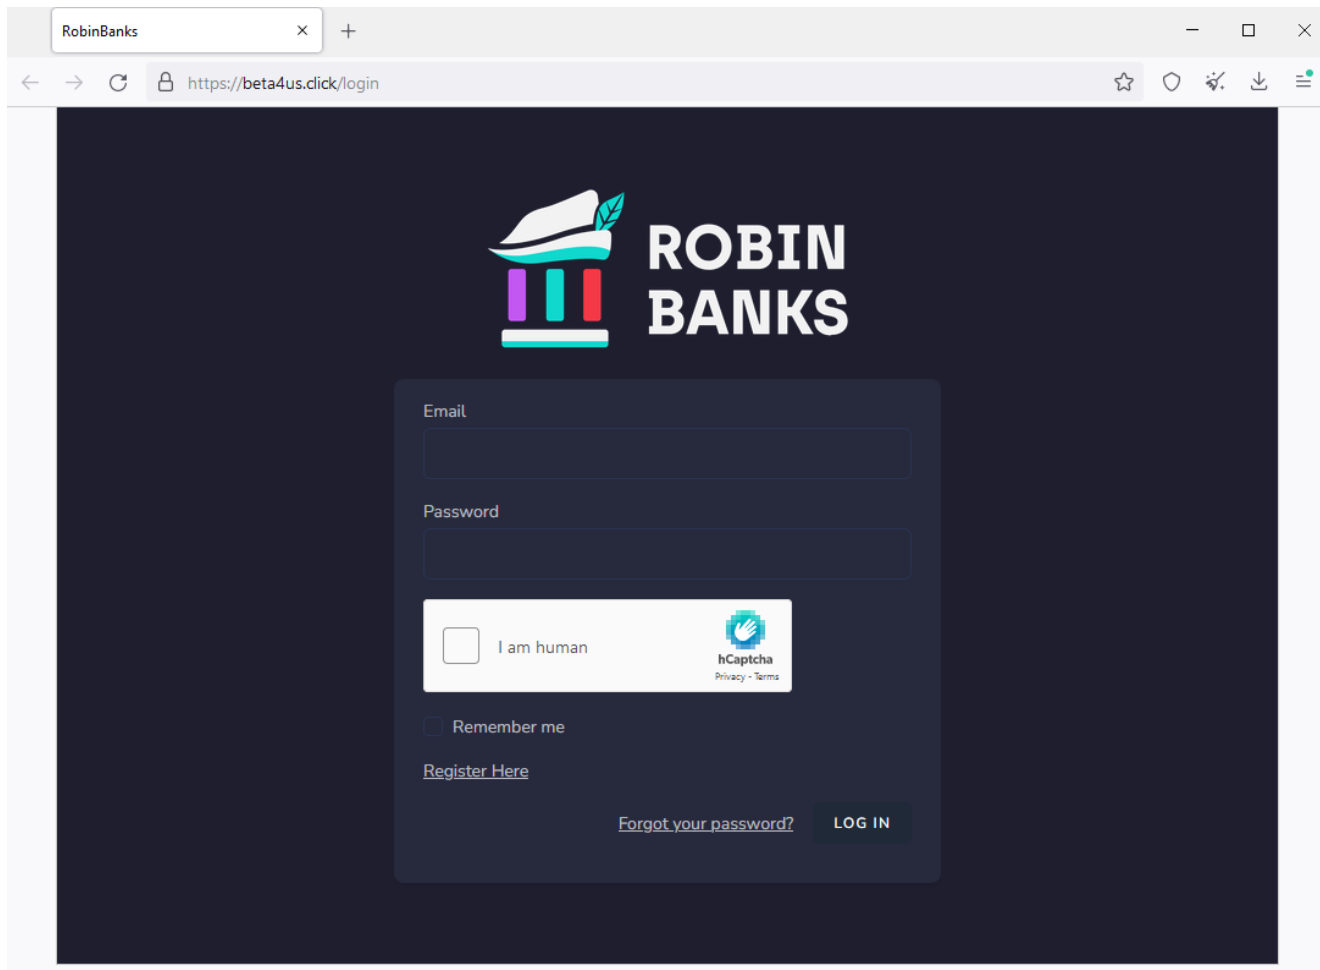 RobinBanks
https://beta4us.click/login
ROBIN
BANKS
Email
Password
I am human
hCaptcha
Privacy - Terms
Remember me
Register Here
Forgot your password? LOG IN